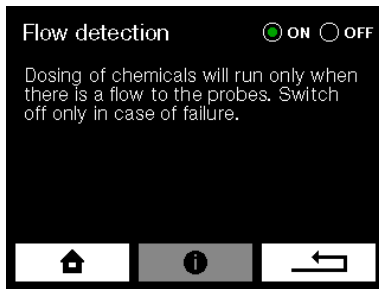 Flow detection ON OFF
Dosing of chemicals will run only when
there is a flow to the probes. Switch
off only in case of failure.